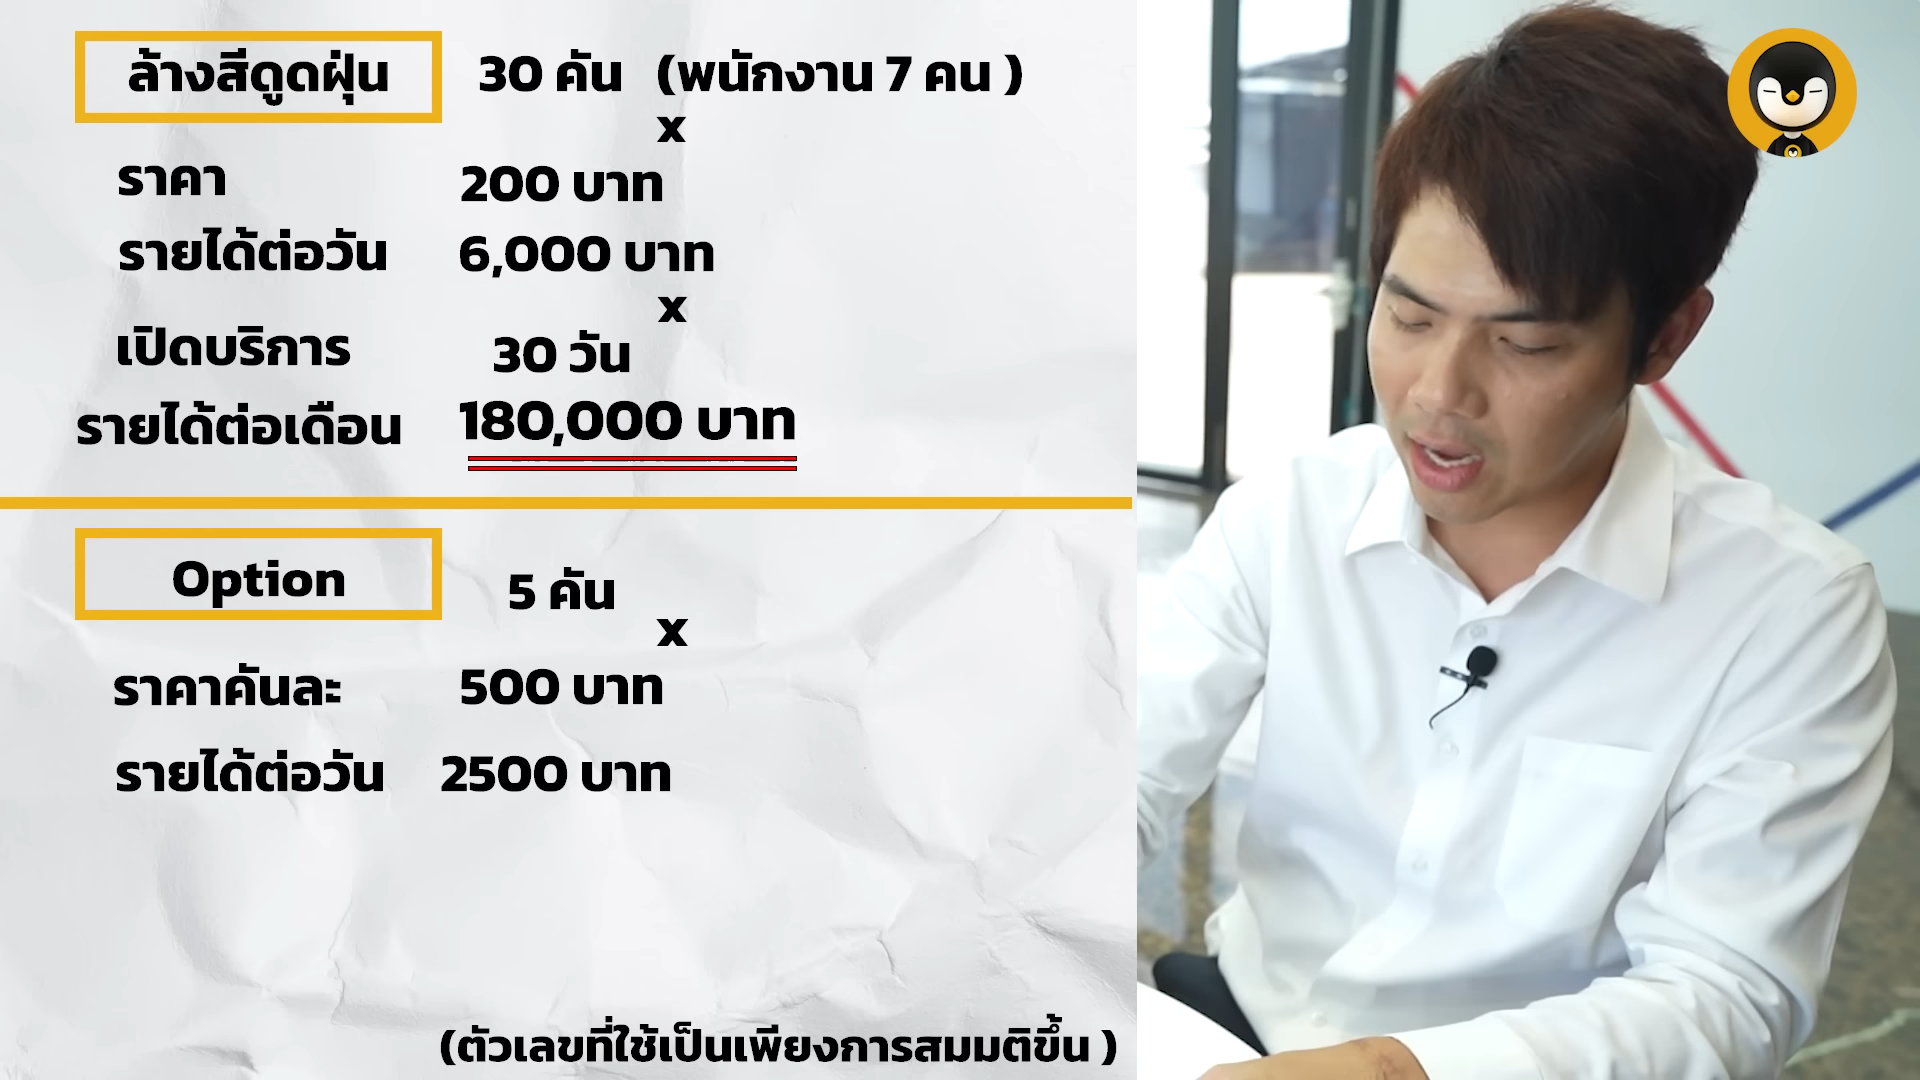 ล้างสีดูดฝุ่น 30 คัน (พนักงาน 7 คน )
x
ราคา 200 บาท
รายได้ต่อวัน 6,000 บาท
x
เปิดบริการ 30 วัน
รายได้ต่อเดือน 180,000 บาท
Option 5 คัน
x
ราคาคันละ 500 บาท
รายได้ต่อวัน 2500 บาท
(ตัวเลขที่ใช้เป็นเพียงการสมมติขึ้น )